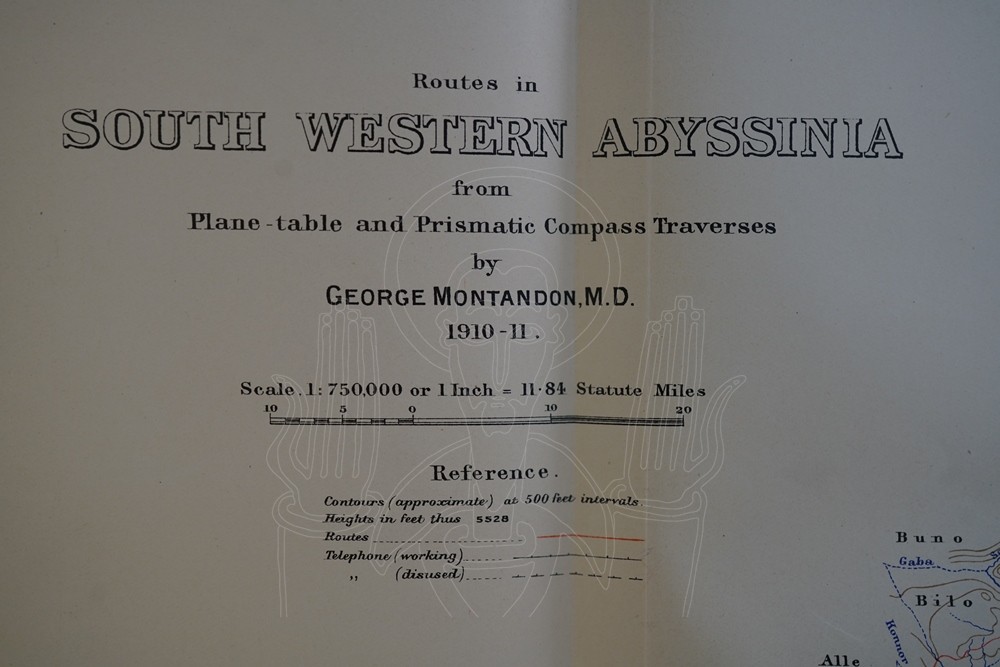 Routes in
SOUTH WESTERN ABYSSINIA
from
Plane-table and Prismatic Compass Traverses
by
GEORGE MONTANDON, M.D.
1910-11.
Scale. 1: 750,000 or 1 Inch = 11·84 Statute Miles
10 5 0 10 20
Reference.
Contours (approximate) at 500 feet intervals.
Heights in feet thus 5528
Routes
Telephone (working)
„ (disused)
Buno
Gaba
Bilo
Konnor
Alle